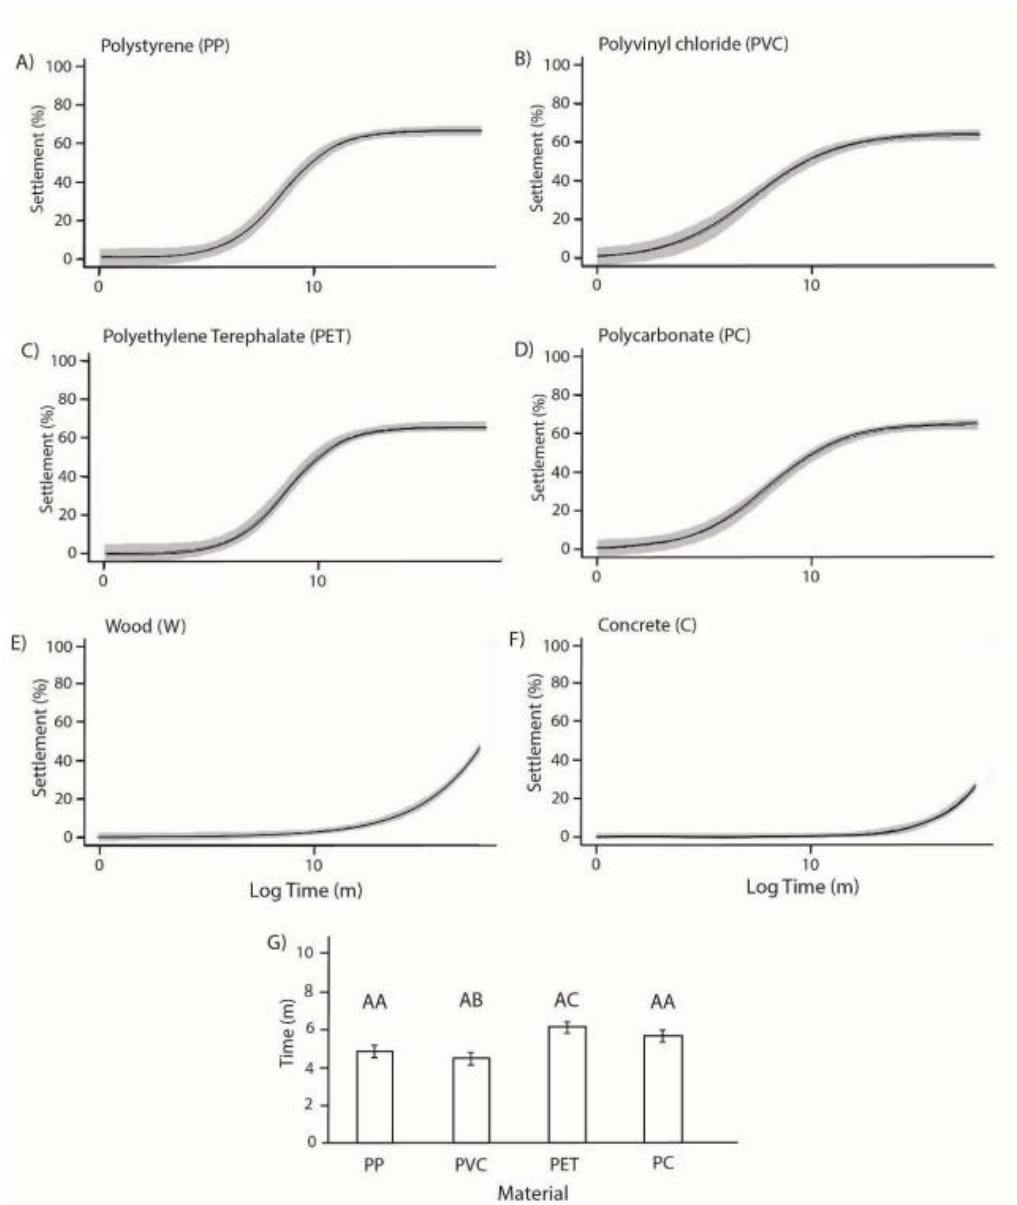 A) Polystyrene (PP)
Settlement (%)
100
80
60
40
20
0
0 10
B) Polyvinyl chloride (PVC)
Settlement (%)
100
80
60
40
20
0
0 10
C) Polyethylene Terephalate (PET)
Settlement (%)
100
80
60
40
20
0
0 10
D) Polycarbonate (PC)
Settlement (%)
100
80
60
40
20
0
0 10
E) Wood (W)
Settlement (%)
100
80
60
40
20
0
0 10
Log Time (m)
F) Concrete (C)
Settlement (%)
100
80
60
40
20
0
0 10
Log Time (m)
G)
Time (m)
10
8
6
4
2
0
AA AB AC AA
PP PVC PET PC
Material